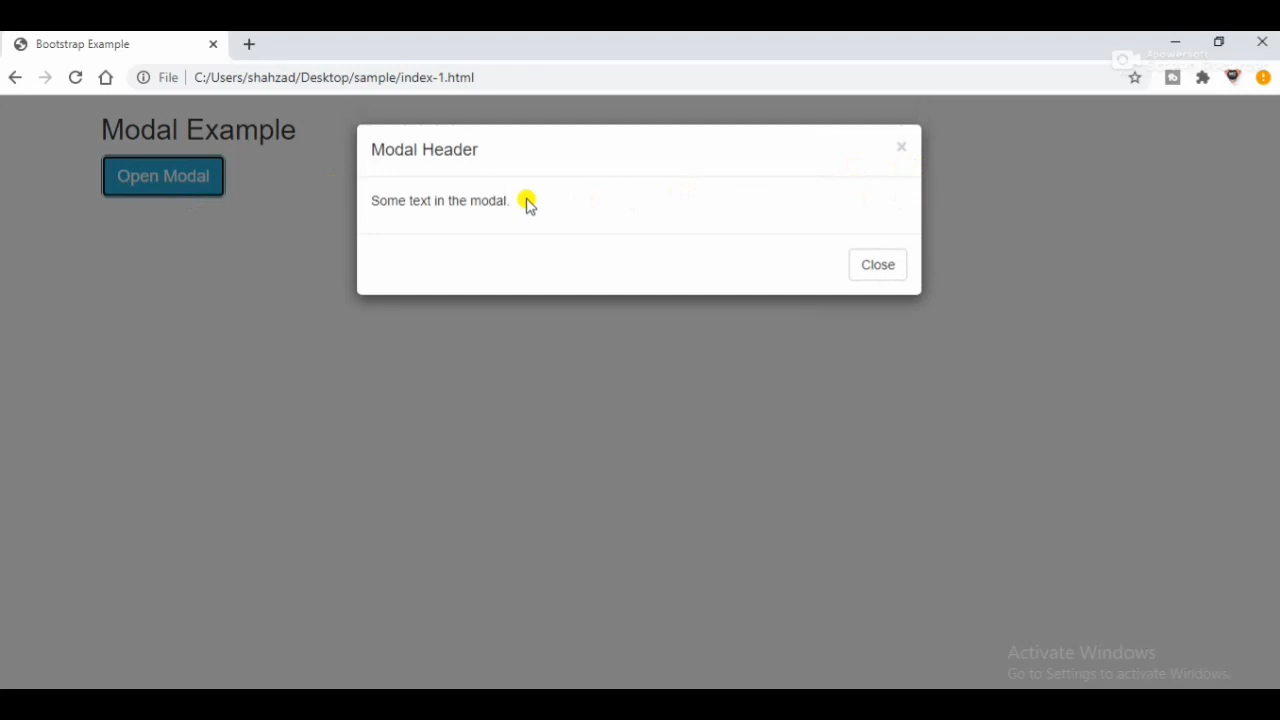 Bootstrap Example
File
C:/Users/shahzad/Desktop/sample/index-1.html
Apowersoft
Modal Example
Open Modal
Modal Header
×
Some text in the modal.
Close
Activate Windows
Go to Settings to activate Windows.